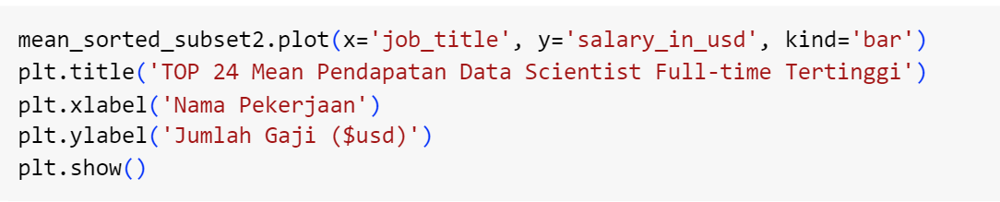 mean_sorted_subset2.plot(x='job_title', y='salary_in_usd', kind='bar')
plt.title('TOP 24 Mean Pendapatan Data Scientist Full-time Tertinggi')
plt.xlabel('Nama Pekerjaan')
plt.ylabel('Jumlah Gaji ($usd)')
plt.show()